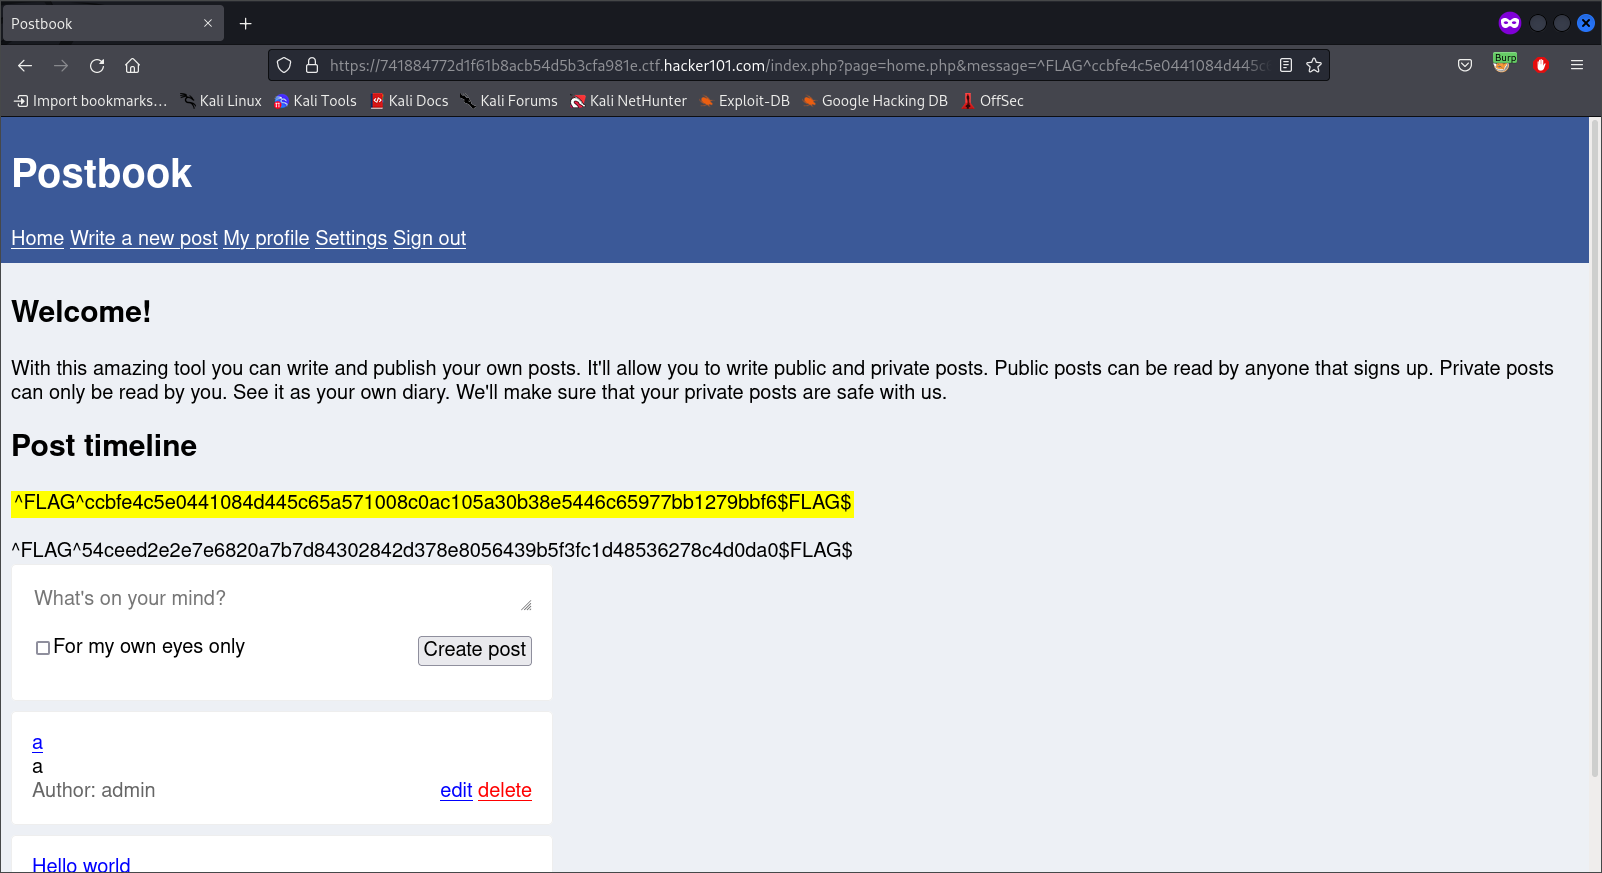 Postbook
https://741884772d1f61b8acb54d5b3cfa981e.ctf.hacker101.com/index.php?page=home.php&message=^FLAG^ccbfe4c5e0441084d445c
Burp
Import bookmarks… Kali Linux Kali Tools Kali Docs Kali Forums Kali NetHunter Exploit-DB Google Hacking DB OffSec
Postbook
Home Write a new post My profile Settings Sign out
Welcome!
With this amazing tool you can write and publish your own posts. It'll allow you to write public and private posts. Public posts can be read by anyone that signs up. Private posts
can only be read by you. See it as your own diary. We'll make sure that your private posts are safe with us.
Post timeline
^FLAG^ccbfe4c5e0441084d445c65a571008c0ac105a30b38e5446c65977bb1279bbf6$FLAG$
^FLAG^54ceed2e2e7e6820a7b7d84302842d378e8056439b5f3fc1d48536278c4d0da0$FLAG$
What's on your mind?
For my own eyes only Create post
a
a
Author: admin edit delete
Hello world